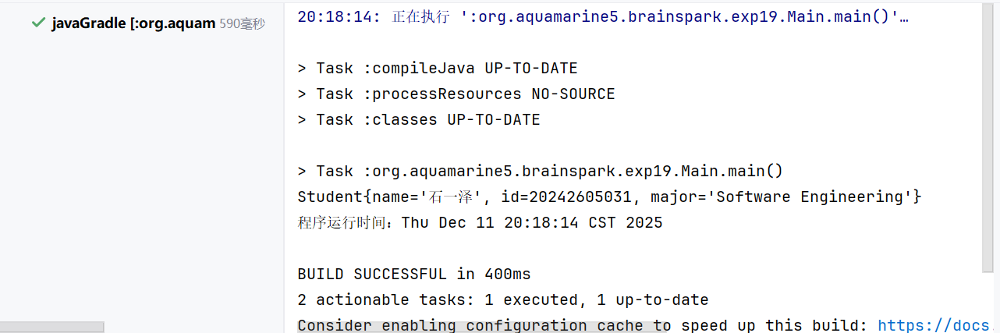 javaGradle [:org.aquam 590毫秒
20:18:14: 正在执行 ':org.aquamarine5.brainspark.exp19.Main.main()'…
> Task :compileJava UP-TO-DATE
> Task :processResources NO-SOURCE
> Task :classes UP-TO-DATE
> Task :org.aquamarine5.brainspark.exp19.Main.main()
Student{name='石一泽', id=20242605031, major='Software Engineering'}
程序运行时间：Thu Dec 11 20:18:14 CST 2025
BUILD SUCCESSFUL in 400ms
2 actionable tasks: 1 executed, 1 up-to-date
Consider enabling configuration cache to speed up this build: https://docs.